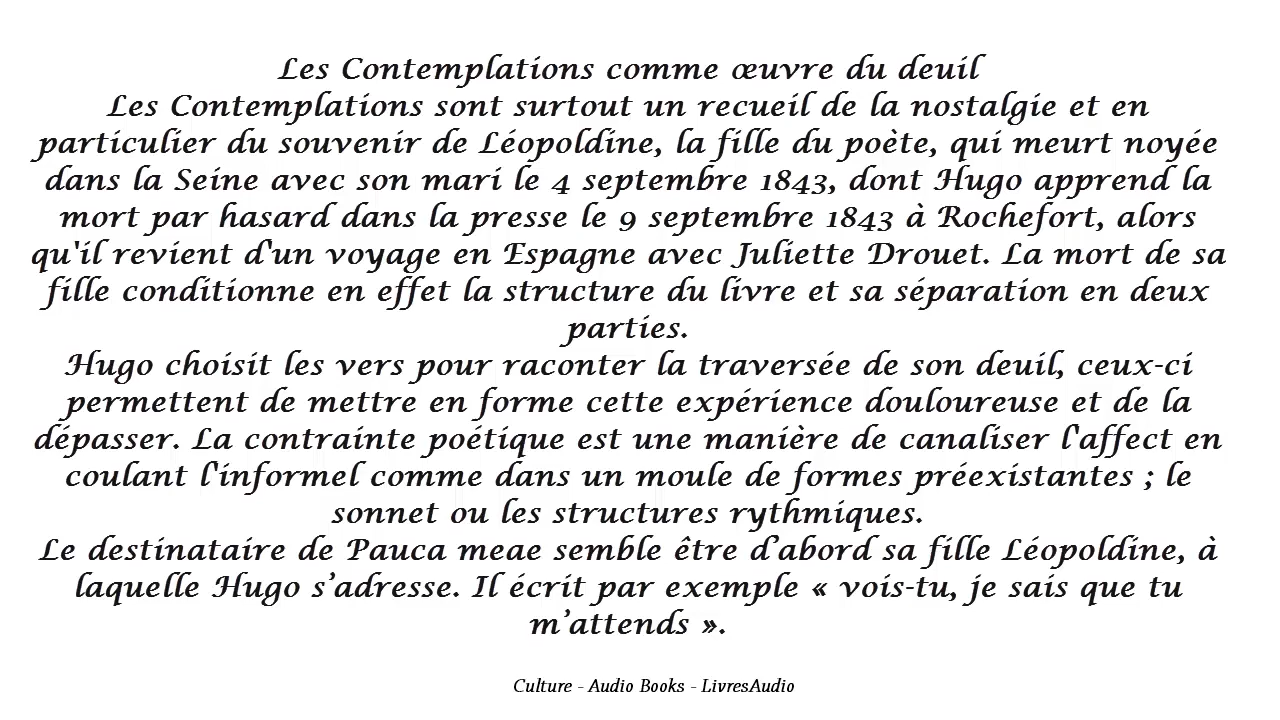 Les Contemplations comme œuvre du deuil
Les Contemplations sont surtout un recueil de la nostalgie et en
particulier du souvenir de Léopoldine, la fille du poète, qui meurt noyée
dans la Seine avec son mari le 4 septembre 1843, dont Hugo apprend la
mort par hasard dans la presse le 9 septembre 1843 à Rochefort, alors
qu'il revient d'un voyage en Espagne avec Juliette Drouet. La mort de sa
fille conditionne en effet la structure du livre et sa séparation en deux
parties.
Hugo choisit les vers pour raconter la traversée de son deuil, ceux-ci
permettent de mettre en forme cette expérience douloureuse et de la
dépasser. La contrainte poétique est une manière de canaliser l'affect en
coulant l'informel comme dans un moule de formes préexistantes ; le
sonnet ou les structures rythmiques.
Le destinataire de Pauca meae semble être d’abord sa fille Léopoldine, à
laquelle Hugo s’adresse. Il écrit par exemple « vois-tu, je sais que tu
m’attends ».
Culture - Audio Books - LivresAudio